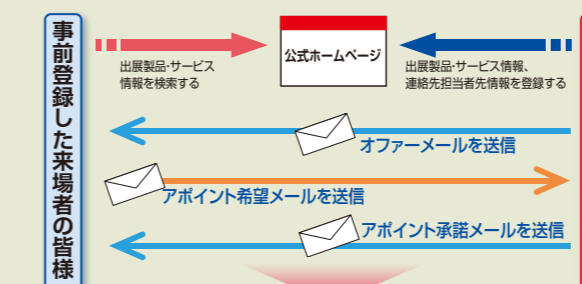 事前登録した来場者の皆様
出展製品・サービス
情報を検索する
公式ホームページ
出展製品・サービス情報、
連絡先担当者先情報を登録する
オファーメールを送信
アポイント希望メールを送信
アポイント承諾メールを送信